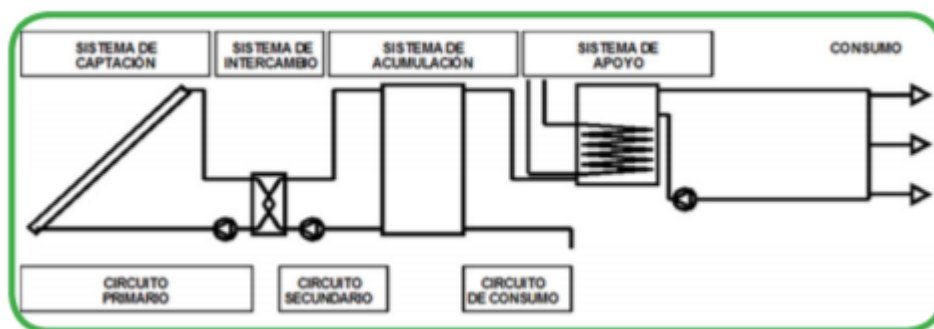 SISTEMA DE
CAPTACIÓN
SISTEMA DE
INTERCAMBIO
SISTEMA DE
ACUMULACIÓN
SISTEMA DE
APOYO
CONSUMO
CIRCUITO
PRIMARIO
CIRCUITO
SECUNDARIO
CIRCUITO
DE CONSUMO